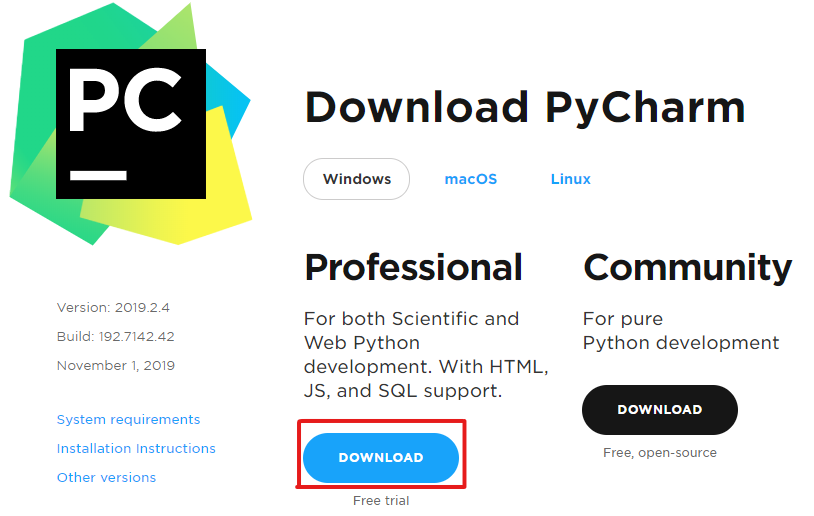 PC
Download PyCharm
Windows
macOS
Linux
Professional
For both Scientific and
Web Python
development. With HTML,
JS, and SQL support.
DOWNLOAD
Free trial
Community
For pure
Python development
DOWNLOAD
Free, open-source
Version: 2019.2.4
Build: 192.7142.42
November 1, 2019
System requirements
Installation Instructions
Other versions